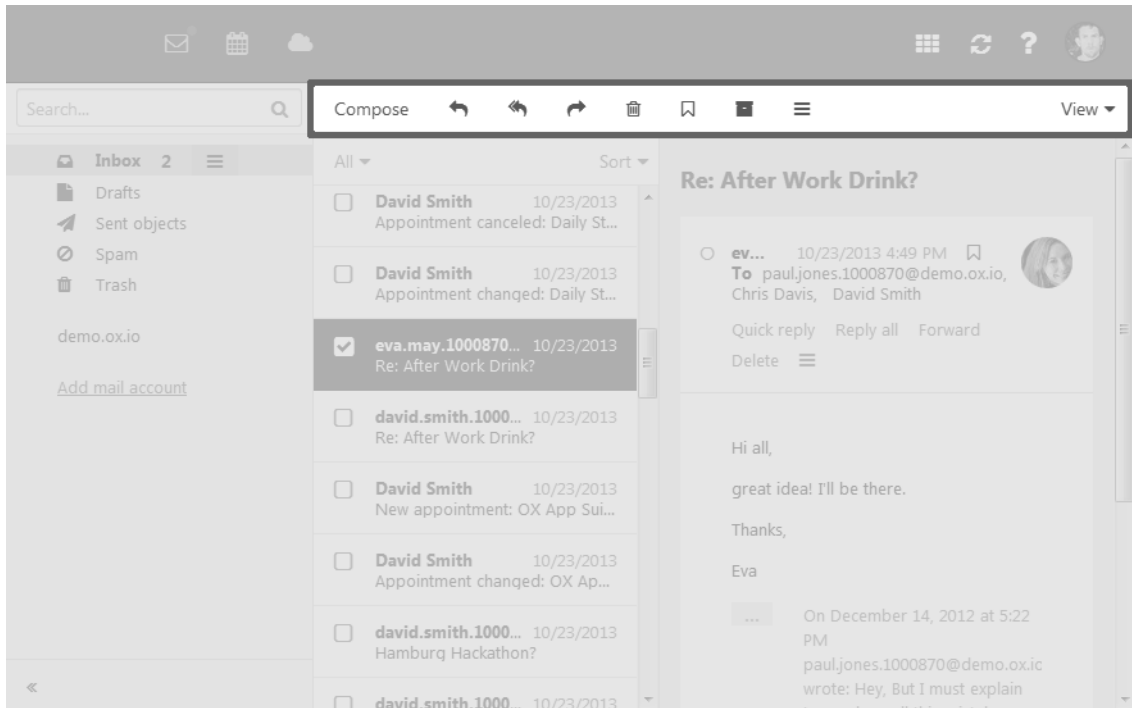 Search...
Compose
View
Inbox 2
Drafts
Sent objects
Spam
Trash
demo.ox.io
Add mail account
All
Sort
David Smith 10/23/2013
Appointment canceled: Daily St...
David Smith 10/23/2013
Appointment changed: Daily St...
eva.may.1000870... 10/23/2013
Re: After Work Drink?
david.smith.1000... 10/23/2013
Re: After Work Drink?
David Smith 10/23/2013
New appointment: OX App Sui...
David Smith 10/23/2013
Appointment changed: OX Ap...
david.smith.1000... 10/23/2013
Hamburg Hackathon?
david.smith.1000... 10/23/2013
Re: After Work Drink?
ev... 10/23/2013 4:49 PM
To paul.jones.1000870@demo.ox.io,
Chris Davis, David Smith
Quick reply Reply all Forward
Delete
Hi all,
great idea! I'll be there.
Thanks,
Eva
...
On December 14, 2012 at 5:22
PM
paul.jones.1000870@demo.ox.ic
wrote: Hey, But I must explain